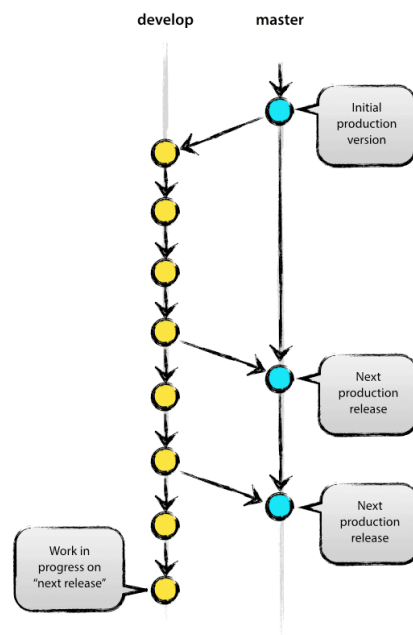 develop
master
Initial
production
version
Next
production
release
Next
production
release
Work in
progress on
“next release”